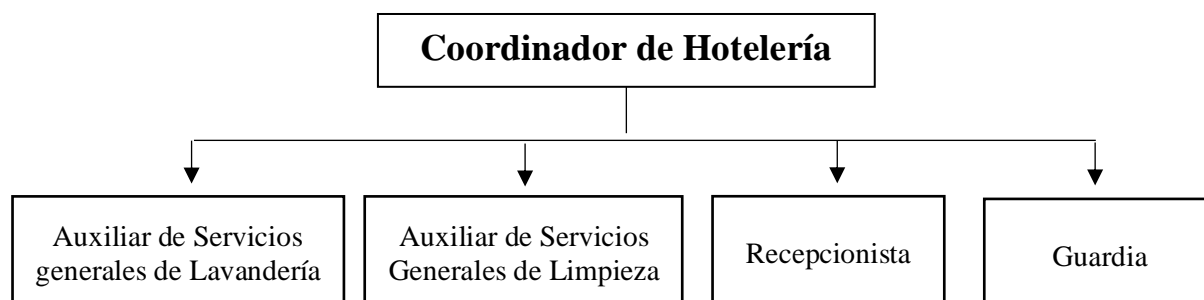 Coordinador de Hotelería
Auxiliar de Servicios
generales de Lavandería
Auxiliar de Servicios
Generales de Limpieza
Recepcionista
Guardia